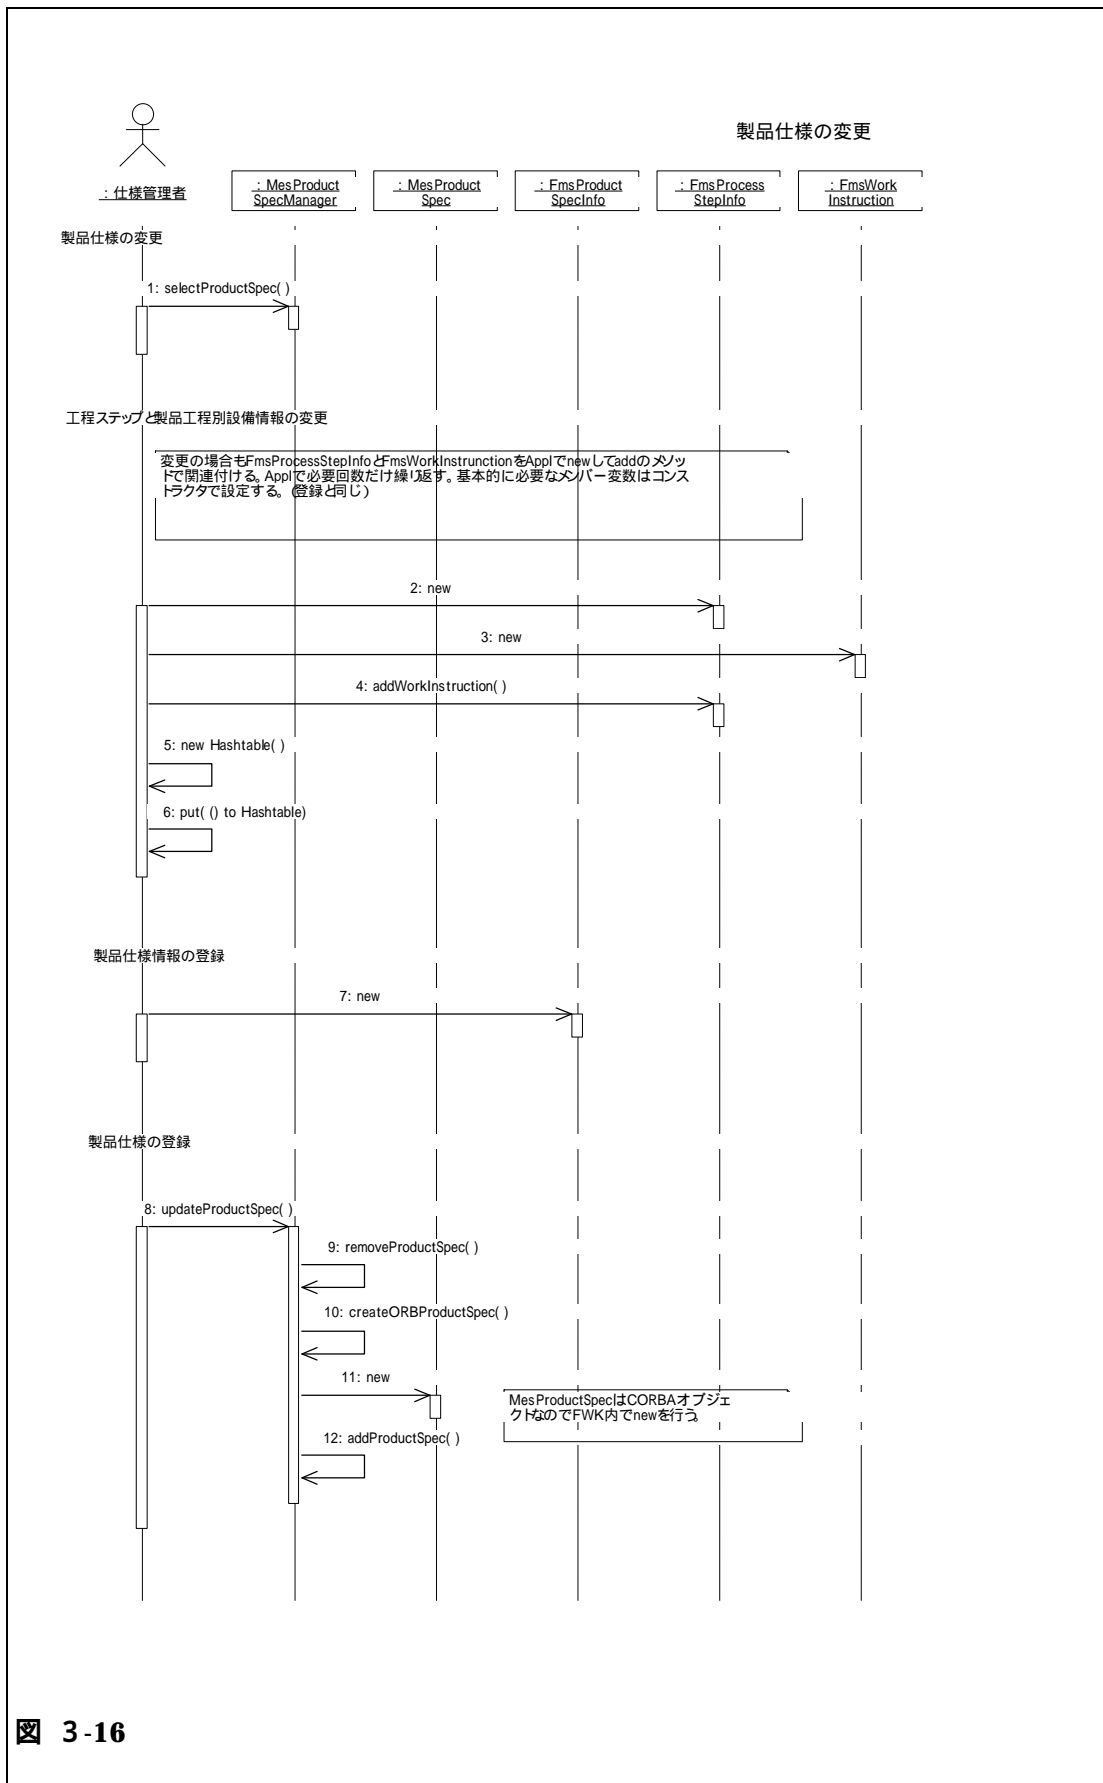 製品仕様の変更
: 仕様管理者
: MesProduct
SpecManager
: MesProduct
Spec
: FmsProduct
SpecInfo
: FmsProcess
StepInfo
: FmsWork
Instruction
製品仕様の変更
1: selectProductSpec( )
工程ステップと製品工程別設備情報の変更
変更の場合もFmsProcessStepInfoとFmsWorkInstrunctionをApplでnewしてaddのメソッ
ドで関連付ける。Applで必要回数だけ繰り返す。基本的に必要なメンバー変数はコンス
トラクタで設定する。(登録と同じ)
2: new
3: new
4: addWorkInstruction( )
5: new Hashtable( )
6: put( () to Hashtable)
製品仕様情報の登録
7: new
製品仕様の登録
8: updateProductSpec( )
9: removeProductSpec( )
10: createORBProductSpec( )
11: new
MesProductSpecはCORBAオブジェ
クトなのでFWK内でnewを行う。
12: addProductSpec( )
図 3-16